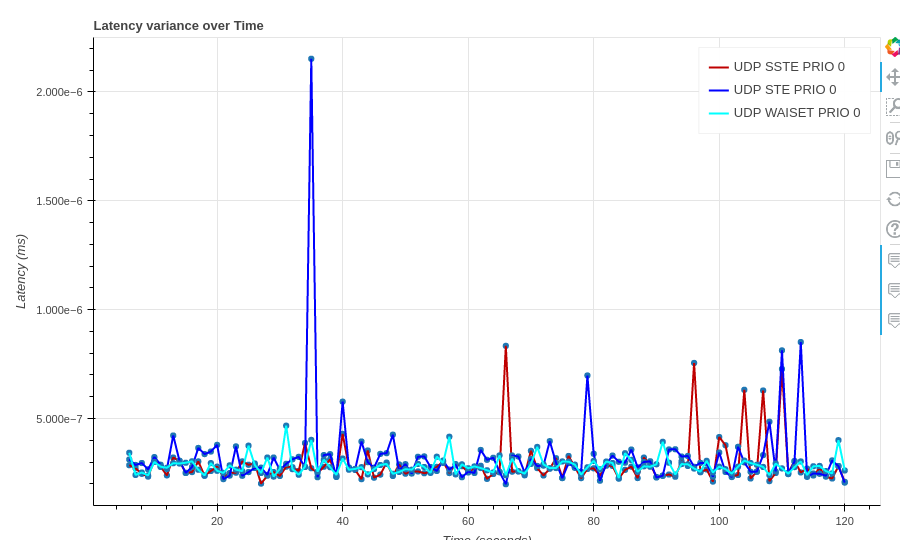 Latency variance over Time
UDP SSTE PRIO 0
UDP STE PRIO 0
UDP WAISET PRIO 0
Latency (ms)
2.000e−6
1.500e−6
1.000e−6
5.000e−7
20 40 60 80 100 120
Time (seconds)